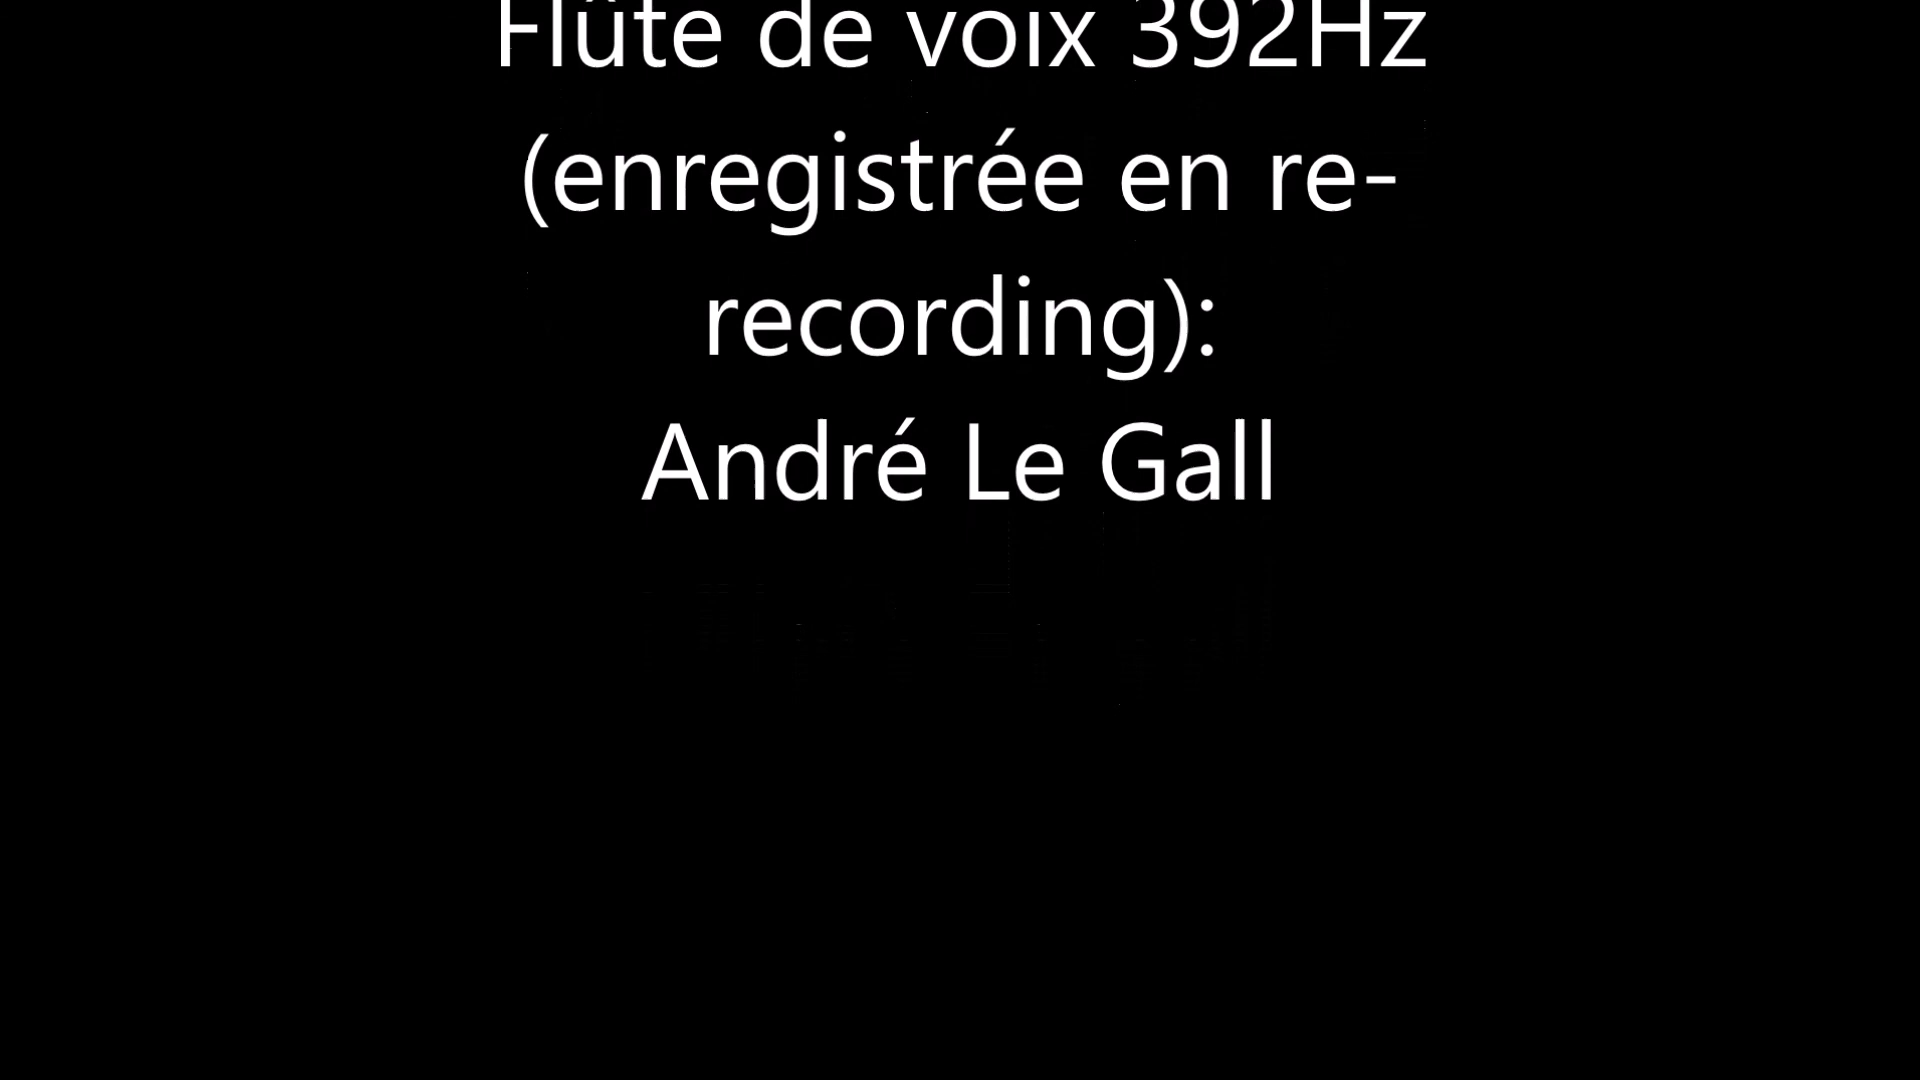 Flûte de voix 392Hz
(enregistrée en re-
recording):
André Le Gall